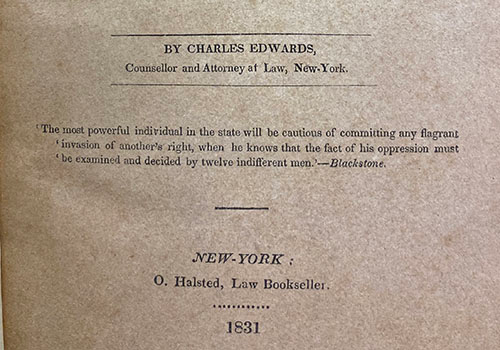 BY CHARLES EDWARDS,
Counsellor and Attorney at Law, New-York.
'The most powerful individual in the state will be cautious of committing any flagrant
' invasion of another's right, when he knows that the fact of his oppression must
' be examined and decided by twelve indifferent men.'—Blackstone.
NEW-YORK :
O. Halsted, Law Bookseller.
............
1831